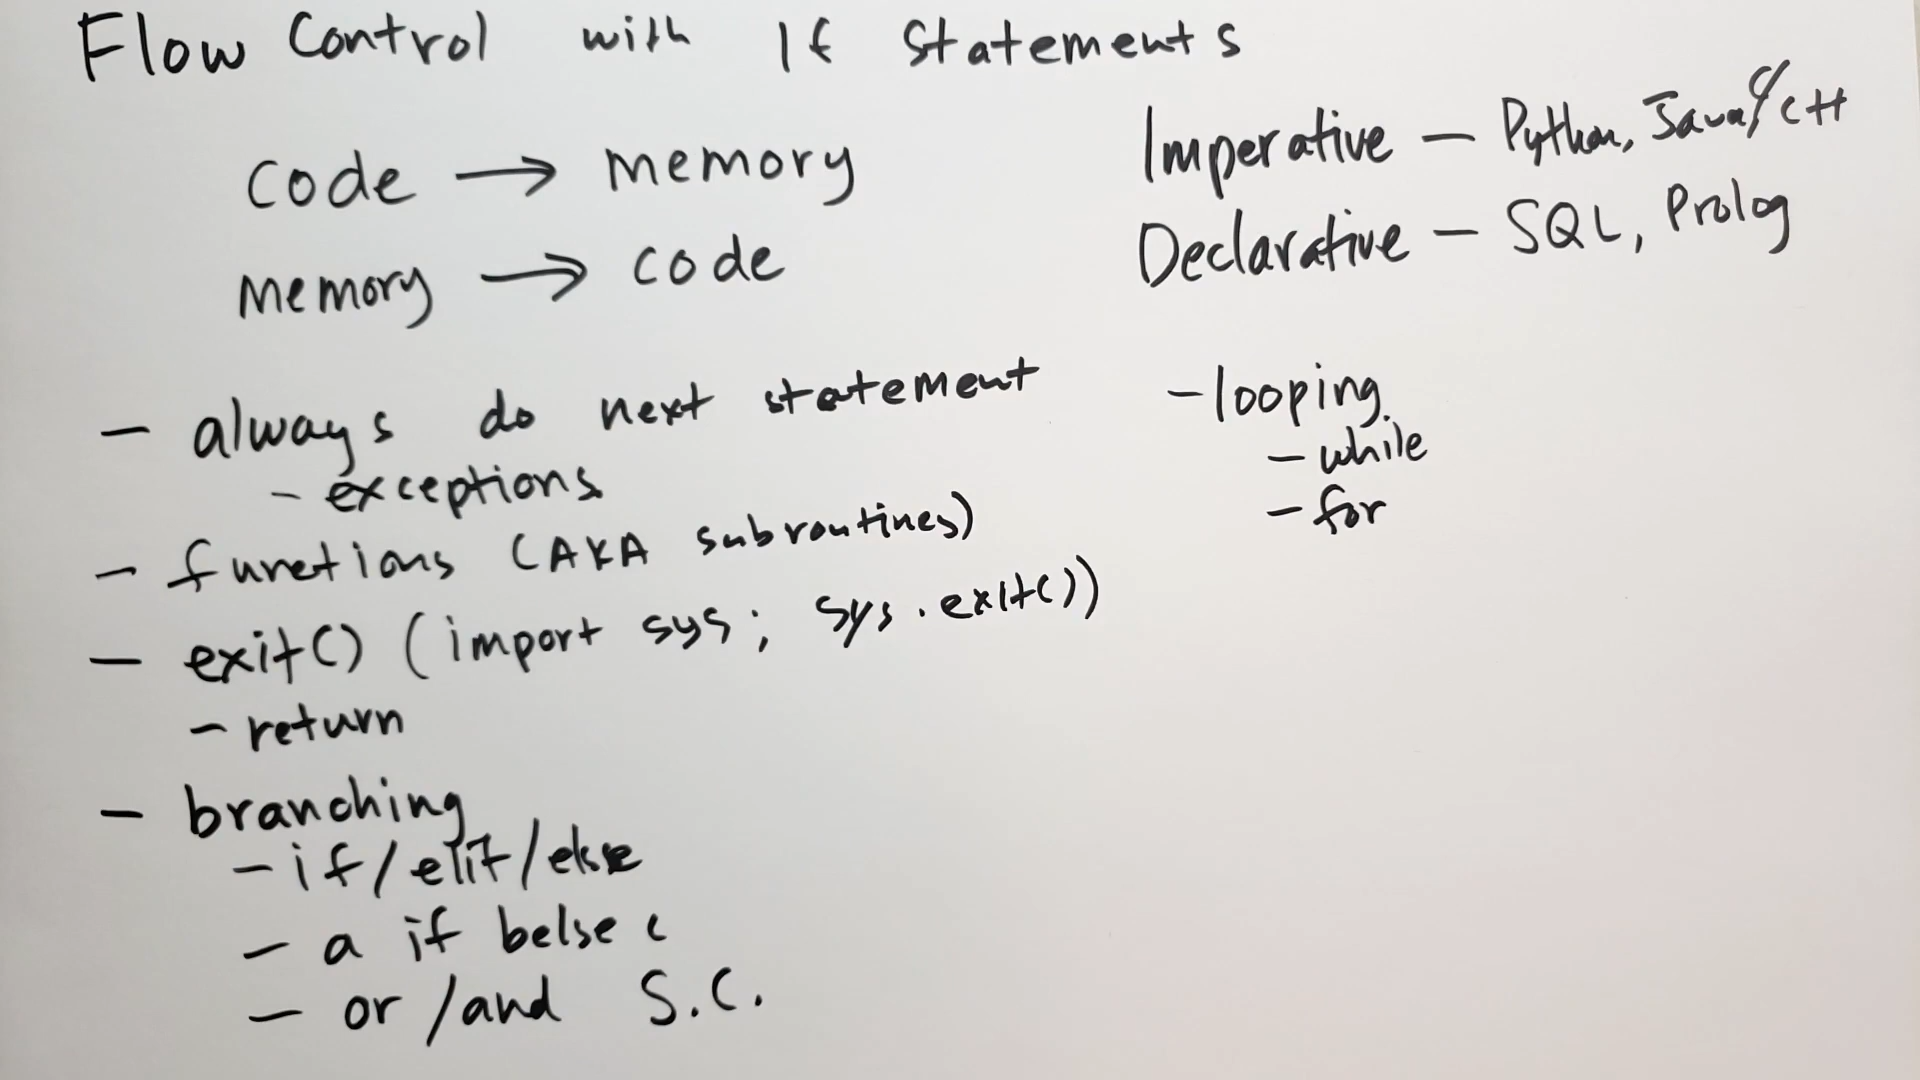 Flow Control with If Statements
code → memory
memory → code
Imperative — Python, Java, C/C++
Declarative — SQL, Prolog
- always do next statement
- exceptions
- functions (AKA subroutines)
- exit() (import sys; sys.exit())
- return
- branching
- if/elif/else
- a if b else c
- or/and S.C.
- looping
- while
- for